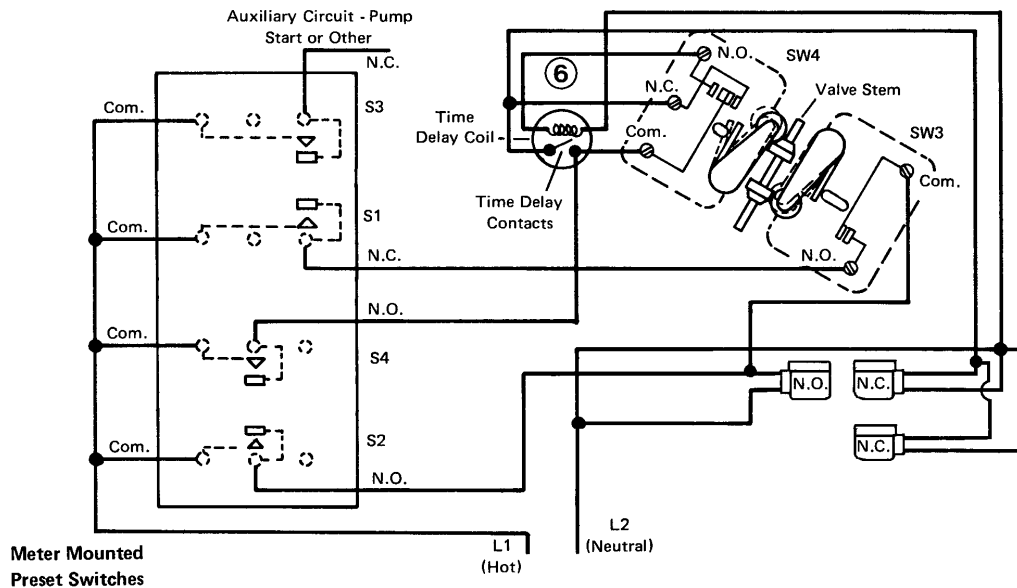 Auxiliary Circuit - Pump
Start or Other
N.C.
Com.
S3
6
N.O.
SW4
N.C.
Valve Stem
Time
Delay Coil
Com.
SW3
Com.
Time Delay
Contacts
Com.
S1
N.C.
N.O.
N.O.
Com.
S4
N.O.
N.C.
Com.
S2
N.C.
N.O.
L1
(Hot)
L2
(Neutral)
Meter Mounted
Preset Switches